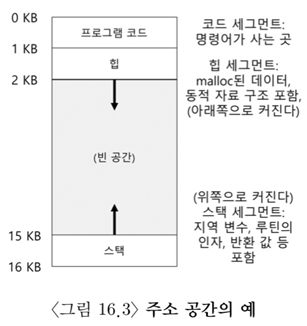 0 KB
프로그램 코드
코드 세그먼트:
명령어가 사는 곳
1 KB
힙
2 KB
힙 세그먼트:
malloc된 데이터,
동적 자료 구조 포함,
(아래쪽으로 커진다)
(빈 공간)
(위쪽으로 커진다)
스택 세그먼트:
지역 변수, 루틴의
인자, 반환 값 등
포함
15 KB
스택
16 KB
〈그림 16.3〉 주소 공간의 예